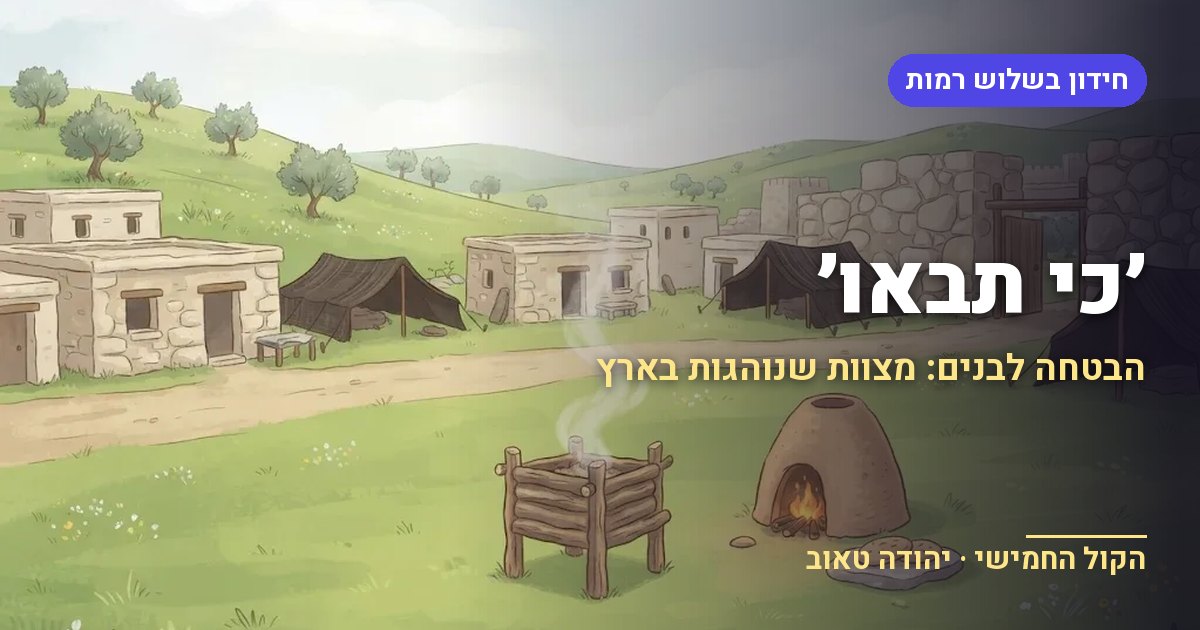 חידון בשלוש רמות
'כי תבאו'
הבטחה לבנים: מצוות שנוהגות בארץ
הקול החמישי · יהודה טאוב